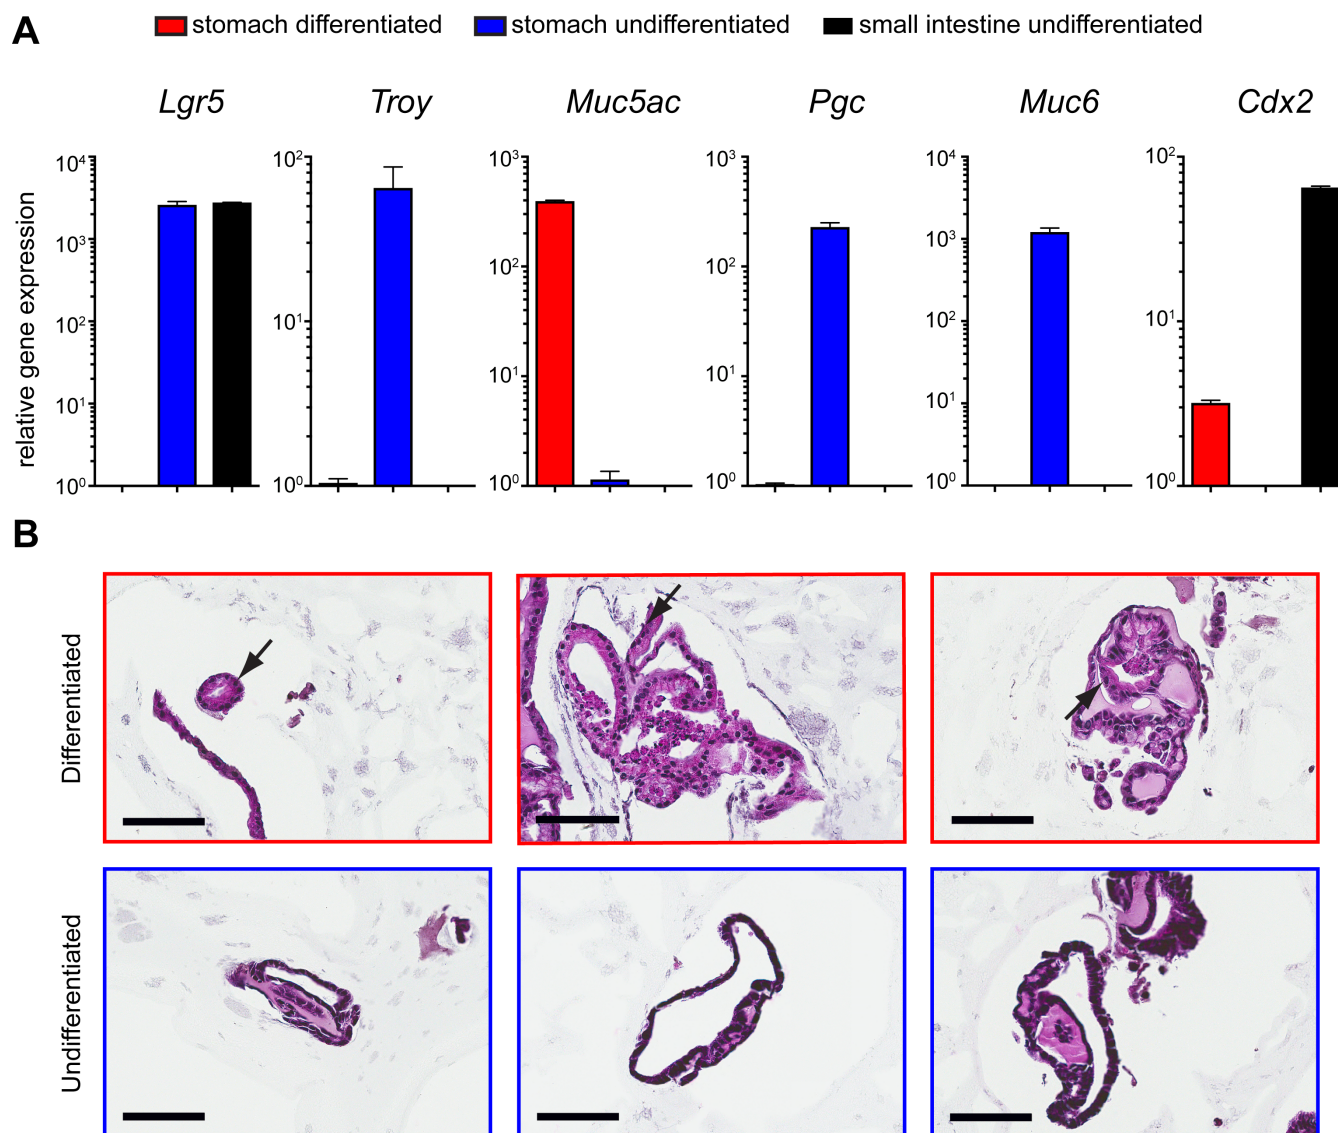 A
stomach differentiated stomach undifferentiated small intestine undifferentiated
Lgr5 Troy Muc5ac Pgc Muc6 Cdx2
relative gene expression
10⁴ 10³ 10² 10¹ 10⁰
10² 10¹ 10⁰
10³ 10² 10¹ 10⁰
10³ 10² 10¹ 10⁰
10⁴ 10³ 10² 10¹ 10⁰
10² 10¹ 10⁰
B
Differentiated
Undifferentiated